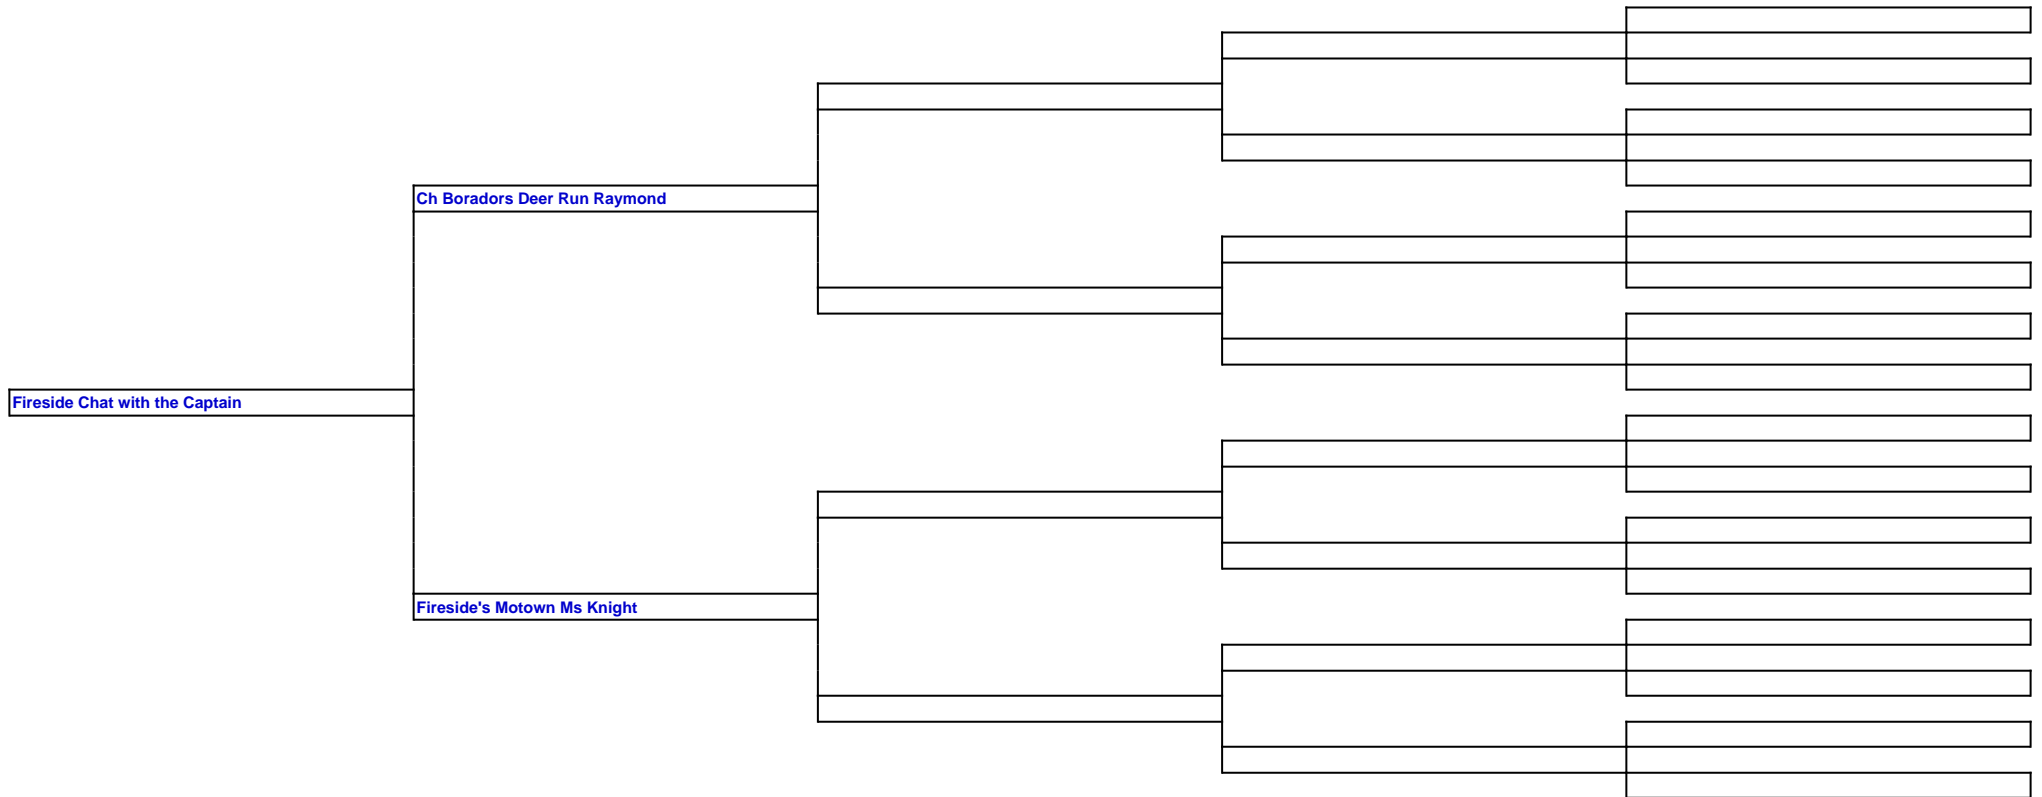 Ch Boradors Deer Run Raymond
Fireside Chat with the Captain
Fireside's Motown Ms Knight